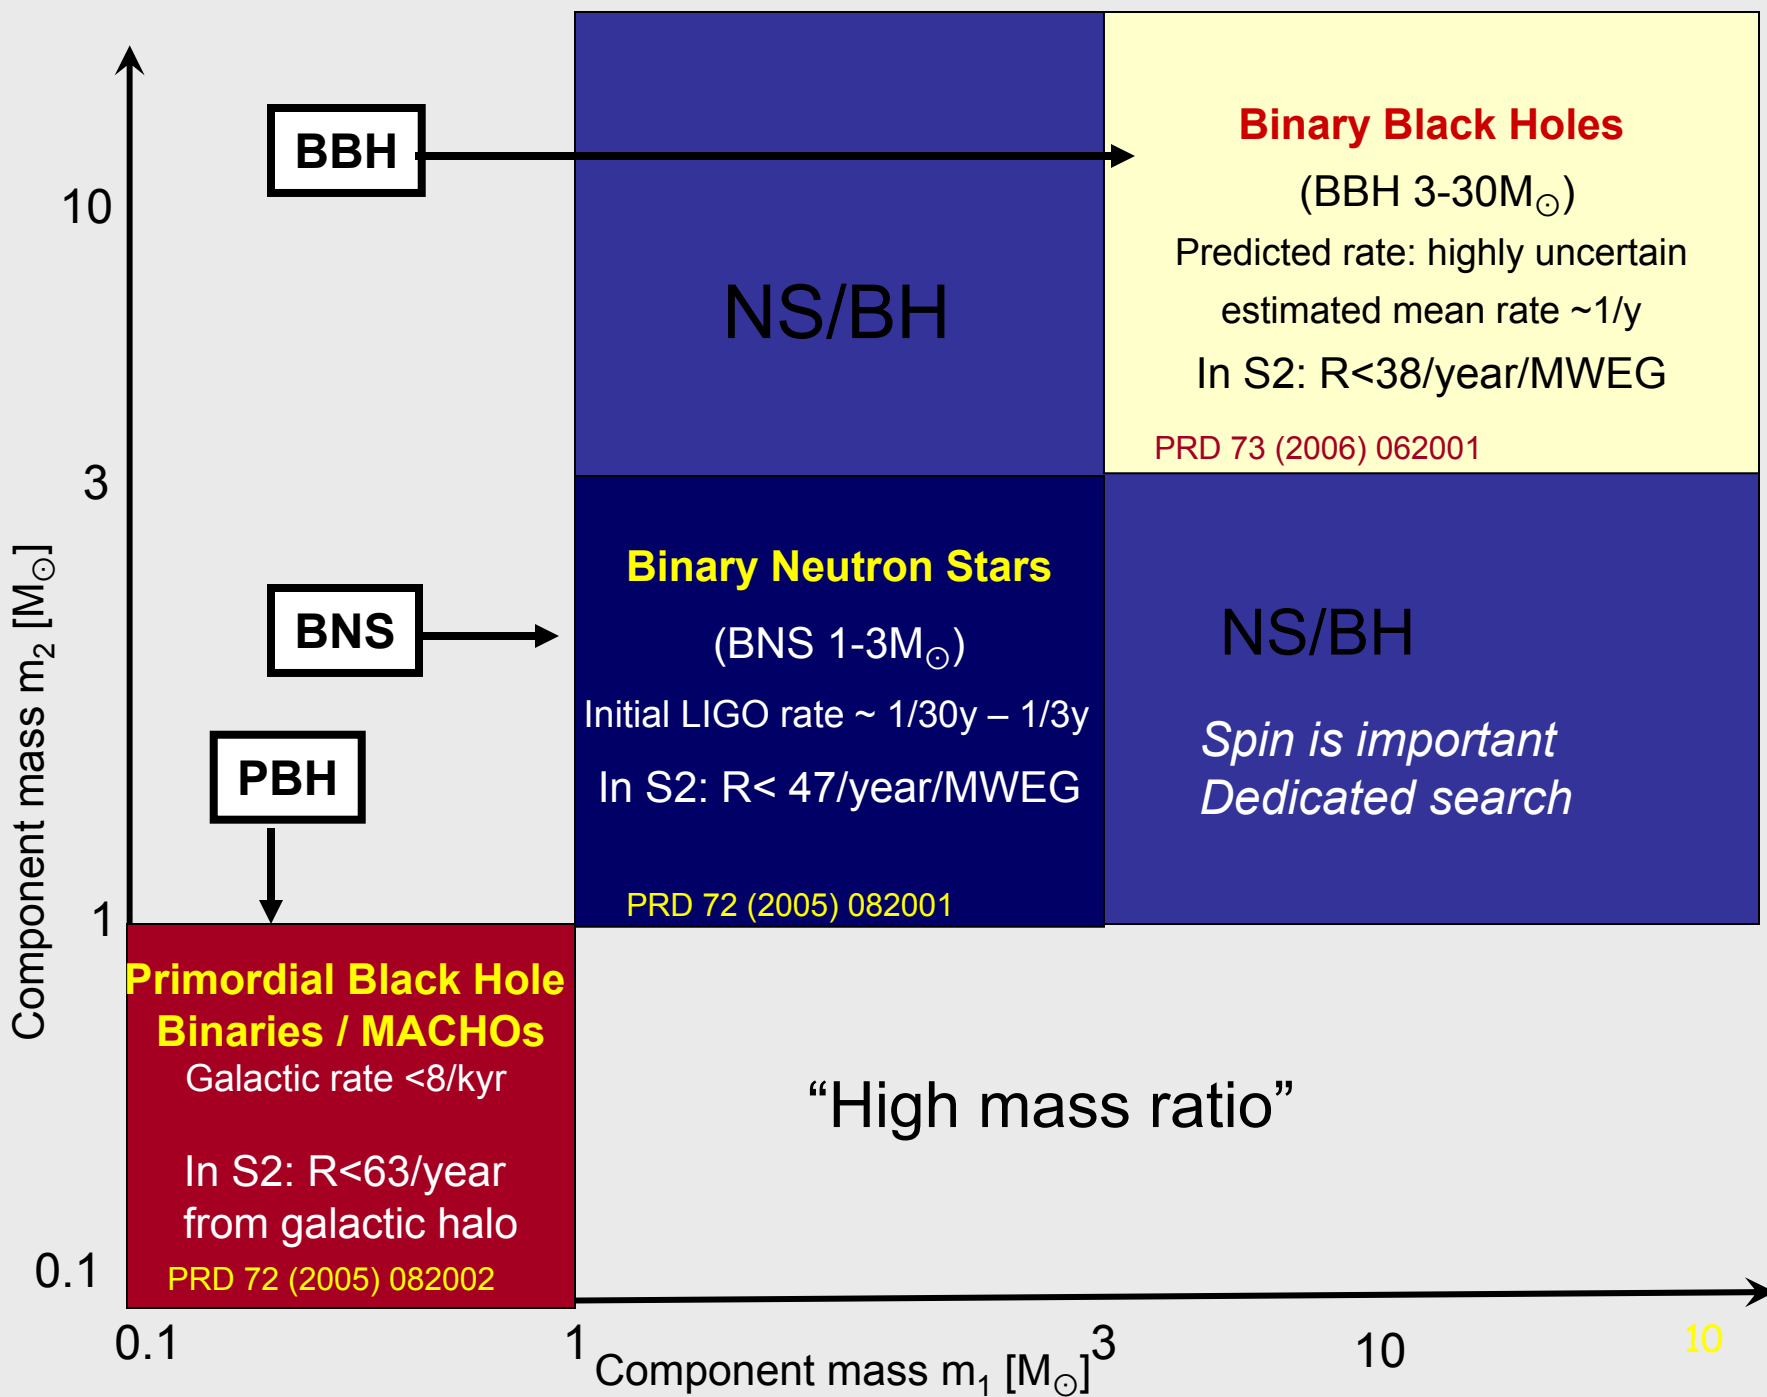 BBH
10
3
BNS
PBH
1
0.1
Component mass m₂ [M☉]
NS/BH
Binary Black Holes
(BBH 3-30M☉)
Predicted rate: highly uncertain
estimated mean rate ~1/y
In S2: R<38/year/MWEG
PRD 73 (2006) 062001
Binary Neutron Stars
(BNS 1-3M☉)
Initial LIGO rate ~ 1/30y – 1/3y
In S2: R< 47/year/MWEG
PRD 72 (2005) 082001
NS/BH
Spin is important
Dedicated search
Primordial Black Hole
Binaries / MACHOs
Galactic rate <8/kyr
In S2: R<63/year
from galactic halo
PRD 72 (2005) 082002
“High mass ratio”
0.1
1
3
10
10
Component mass m₁ [M☉]